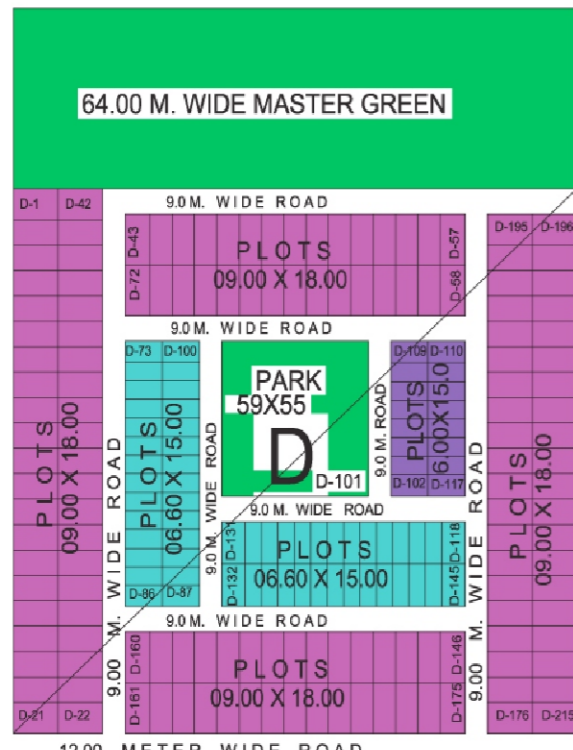 64.00 M. WIDE MASTER GREEN
D-1 D-42
9.0 M. WIDE ROAD
D-195 D-196
D-43 D-57
PLOTS
09.00 X 18.00
D-72 D-58
9.0 M. WIDE ROAD
D-73 D-100
D-109 D-110
PARK
59X55
D
D-101
PLOTS
09.00 X 18.00
9.00 M. WIDE ROAD
PLOTS
06.60 X 15.00
9.0 M. WIDE ROAD
9.0 M. ROAD
PLOTS
6.00X15.0
D-102 D-117
9.00 M. WIDE ROAD
PLOTS
09.00 X 18.00
9.0 M. WIDE ROAD
D-131 D-118
PLOTS
06.60 X 15.00
D-132 D-145
D-86 D-87
9.0 M. WIDE ROAD
D-160 D-146
PLOTS
09.00 X 18.00
D-161 D-175
D-21 D-22
D-176 D-215
12.00 METER WIDE ROAD